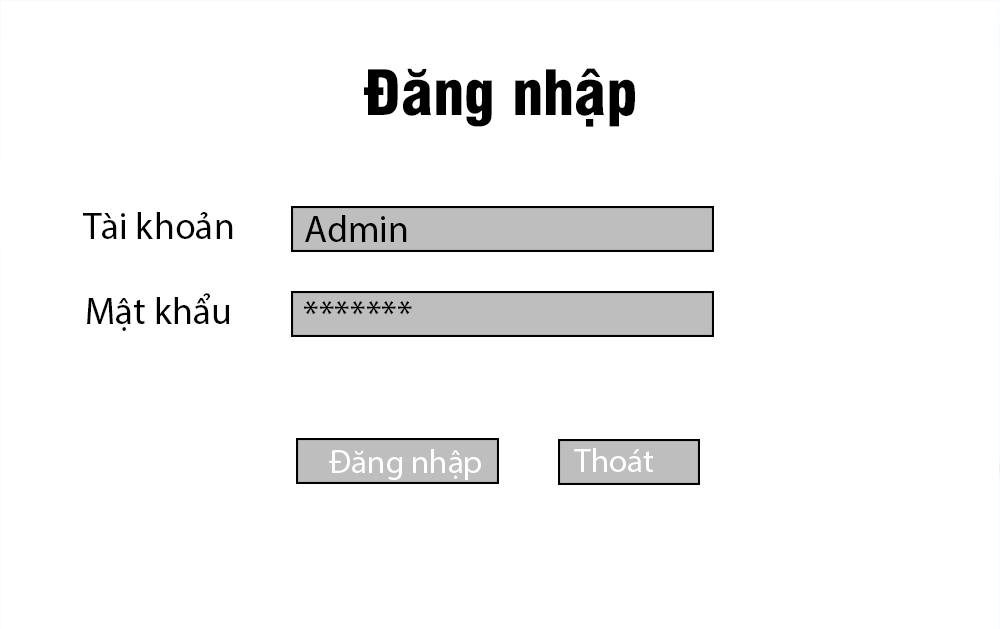 Đăng nhập
Tài khoản Admin
Mật khẩu *******
Đăng nhập Thoát